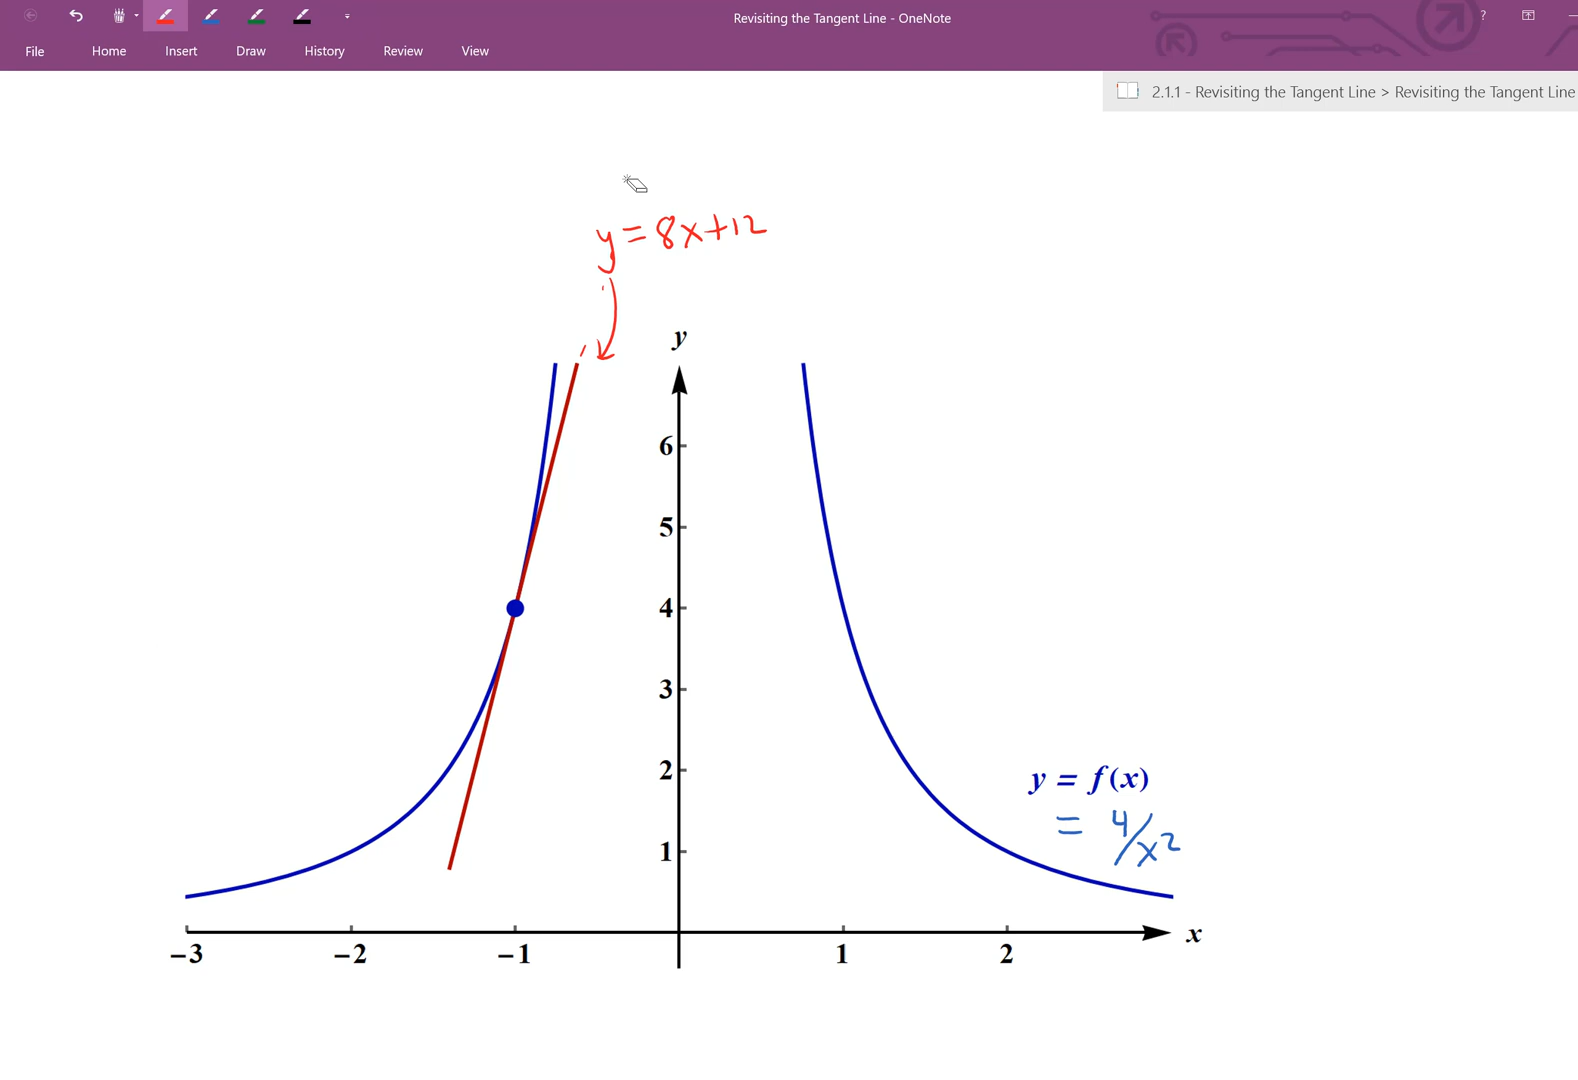 Revisiting the Tangent Line - OneNote
?
File Home Insert Draw History Review View
2.1.1 - Revisiting the Tangent Line > Revisiting the Tangent Line
y = 8x+12
y
6
5
4
3
2
1
y = f(x)
= 4/x²
x
−3 −2 −1 1 2